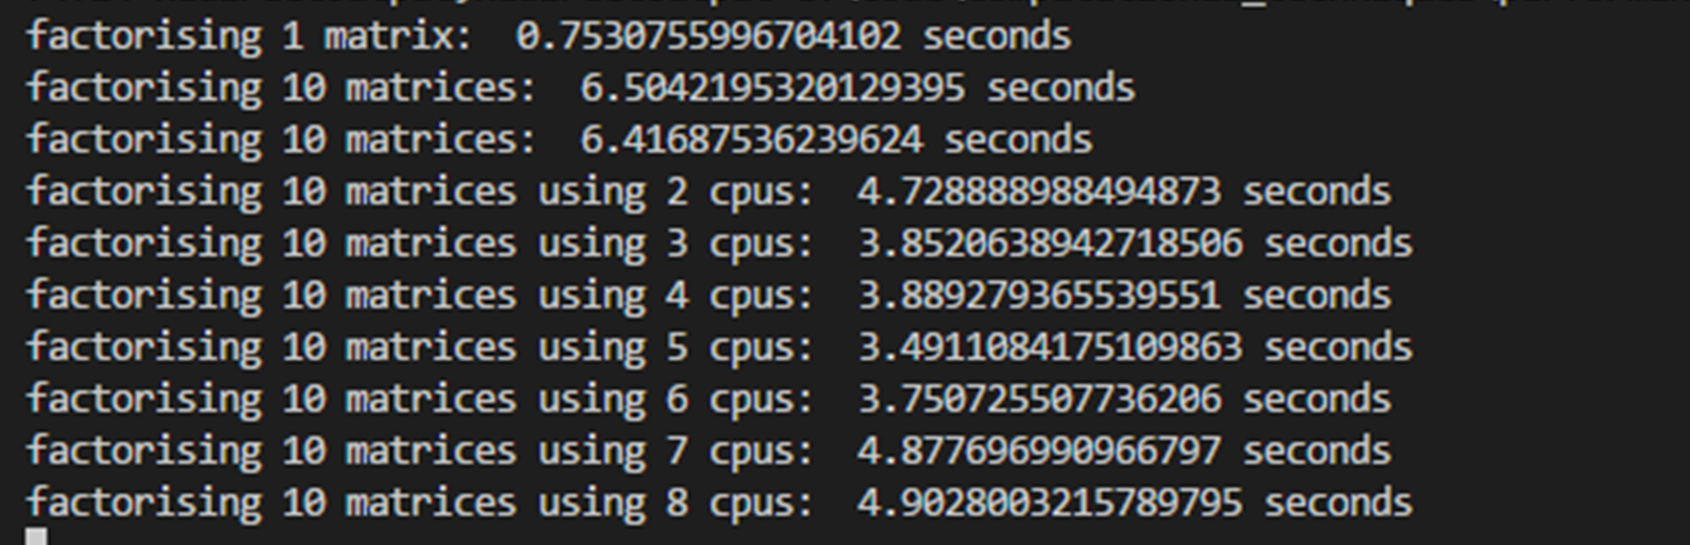 factorising 1 matrix:  0.7530755996704102 seconds
factorising 10 matrices:  6.5042195320129395 seconds
factorising 10 matrices:  6.41687536239624 seconds
factorising 10 matrices using 2 cpus:  4.728888988494873 seconds
factorising 10 matrices using 3 cpus:  3.8520638942718506 seconds
factorising 10 matrices using 4 cpus:  3.889279365539551 seconds
factorising 10 matrices using 5 cpus:  3.4911084175109863 seconds
factorising 10 matrices using 6 cpus:  3.750725507736206 seconds
factorising 10 matrices using 7 cpus:  4.877696990966797 seconds
factorising 10 matrices using 8 cpus:  4.9028003215789795 seconds